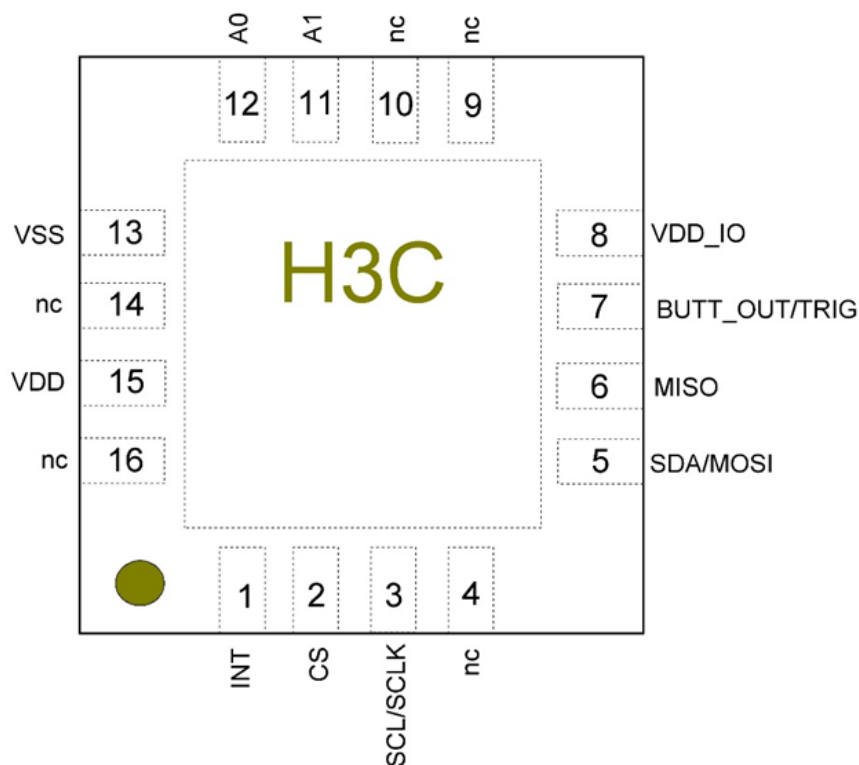 A0 A1 nc nc
12 11 10 9
VSS 13
nc 14
VDD 15
nc 16
H3C
8 VDD_IO
7 BUTT_OUT/TRIG
6 MISO
5 SDA/MOSI
1 2 3 4
INT CS SCL/SCLK nc